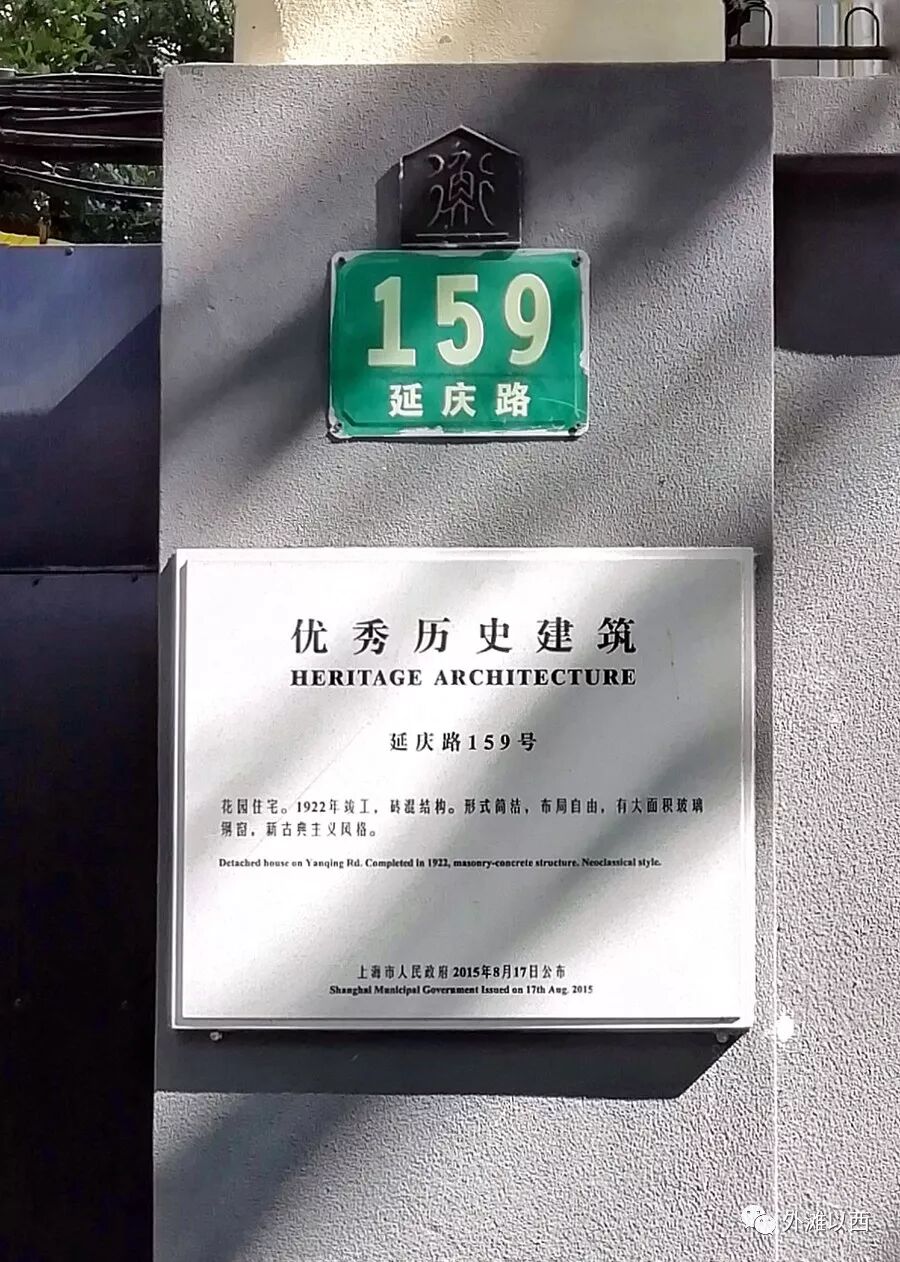 衡
159
延庆路
优秀历史建筑
HERITAGE ARCHITECTURE
延庆路159号
花园住宅。1922年竣工，砖混结构。形式简洁，布局自由，有大面积玻璃
钢窗，新古典主义风格。
Detached house on Yanqing Rd. Completed in 1922, masonry-concrete structure. Neoclassical style.
上海市人民政府 2015年8月17日公布
Shanghai Municipal Government Issued on 17th Aug. 2015
外滩以西